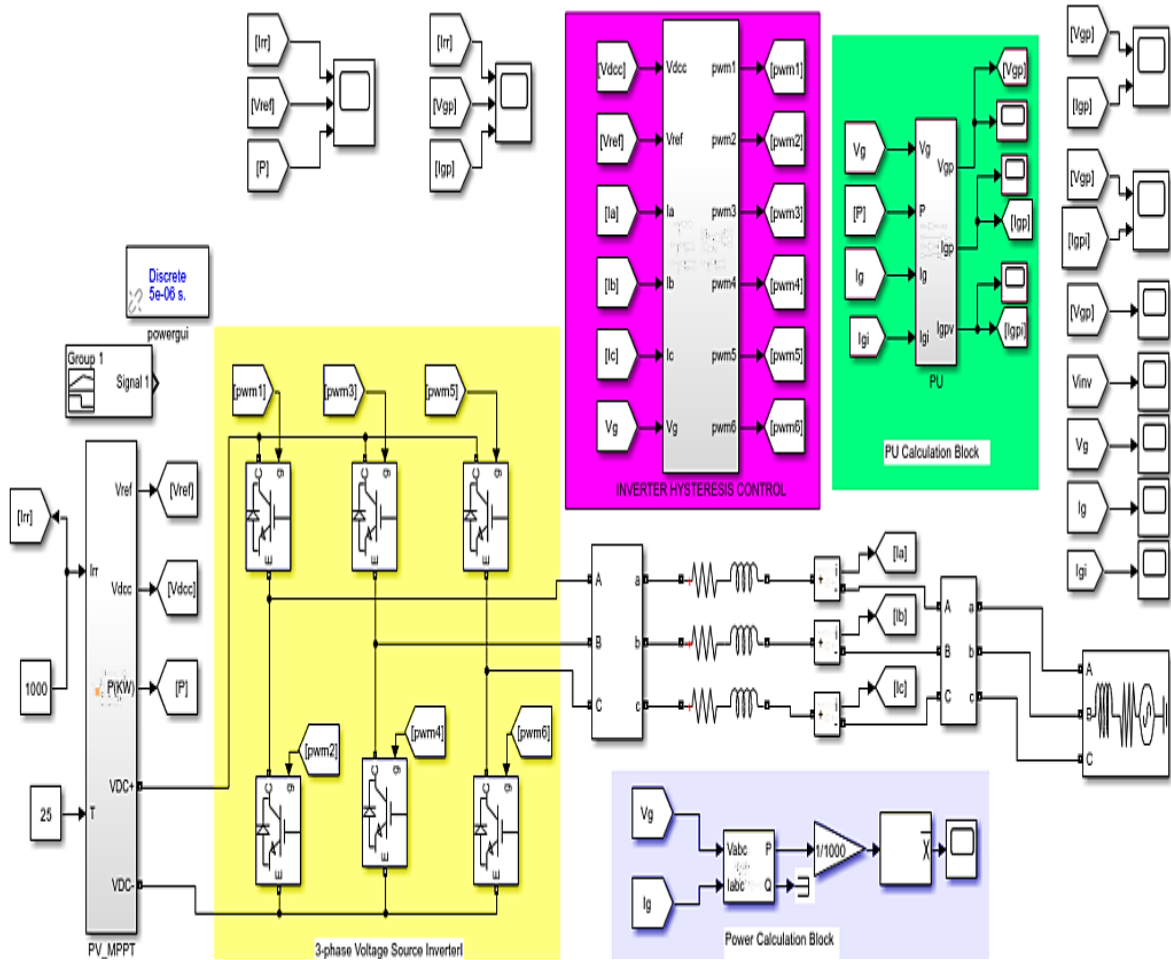 [Irr]
[Vref]
[P]
[Irr]
[Vgp]
[Igp]
[Vdcc]
[Vref]
[Ia]
[Ib]
[Ic]
Vg
Vdcc
Vref
Ia
Ib
Ic
Vg
pwm1
pwm2
pwm3
pwm4
pwm5
pwm6
[pwm1]
[pwm2]
[pwm3]
[pwm4]
[pwm5]
[pwm6]
INVERTER HYSTERESIS CONTROL
Vg
[P]
Ig
Igi
Vg
P
Ig
Igi
Vgp
Igp
Igpv
[Vgp]
[Igp]
[Igpi]
PU
PU Calculation Block
[Vgp]
[Igp]
[Vgp]
[Igpi]
[Vgp]
Vinv
Vg
Ig
Igi
Discrete
5e-06 s.
powergui
Group 1
Signal 1
[Irr]
1000
25
Irr
T
Vref
Vdcc
P(KW)
VDC+
VDC-
PV_MPPT
[Vref]
[Vdcc]
[P]
[pwm1]
[pwm3]
[pwm5]
C
g
E
C
g
E
C
g
E
[pwm2]
[pwm4]
[pwm6]
C
g
E
C
g
E
C
g
E
3-phase Voltage Source InverterI
A
B
C
a
b
c
[Ia]
[Ib]
[Ic]
A
B
C
a
b
c
A
B
C
Vg
Ig
Vabc
Iabc
P
Q
1/1000
X
Power Calculation Block